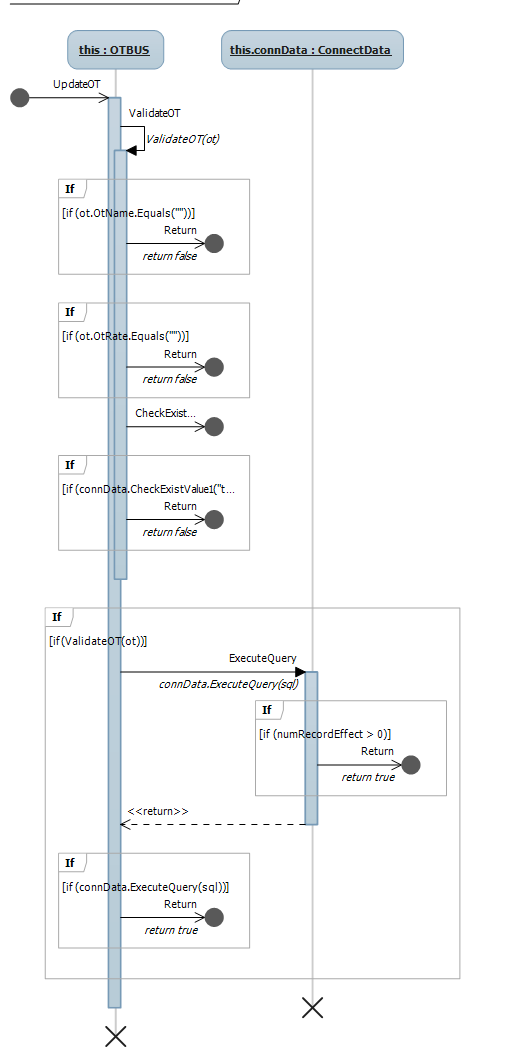 this : OTBUS
this.connData : ConnectData
UpdateOT
ValidateOT
ValidateOT(ot)
If
[if (ot.OtName.Equals(""))]
Return
return false
If
[if (ot.OtRate.Equals(""))]
Return
return false
CheckExist...
If
[if (connData.CheckExistValue1("t...
Return
return false
If
[if(ValidateOT(ot))]
ExecuteQuery
connData.ExecuteQuery(sql)
If
[if (numRecordEffect > 0)]
Return
return true
<<return>>
If
[if (connData.ExecuteQuery(sql))]
Return
return true